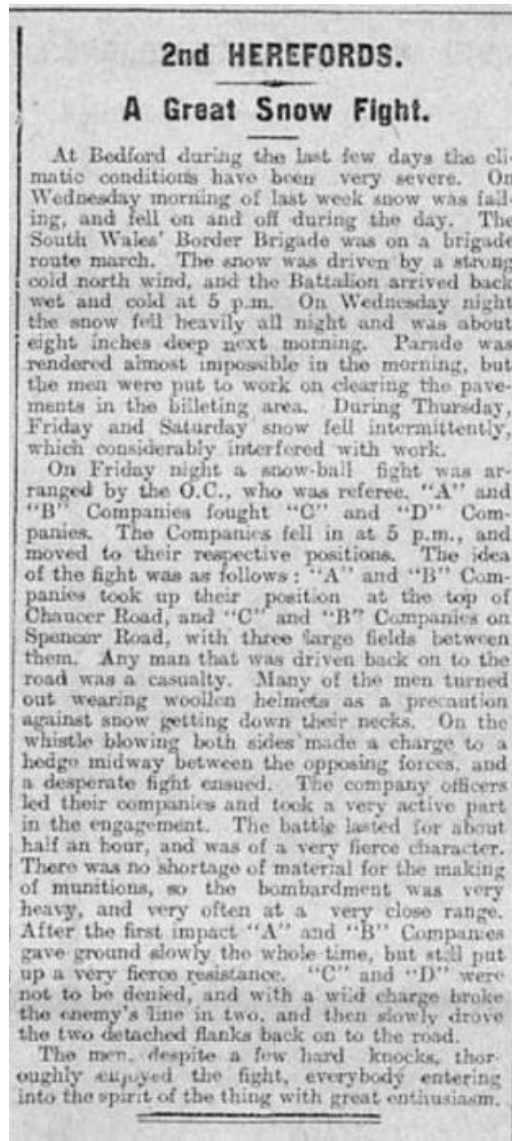 2nd HEREFORDS.
A Great Snow Fight.
At Bedford during the last few days the cli-
matic conditions have been very severe. On
Wednesday morning of last week snow was fall-
ing, and fell on and off during the day. The
South Wales' Border Brigade was on a brigade
route march. The snow was driven by a strong
cold north wind, and the Battalion arrived back
wet and cold at 5 p.m. On Wednesday night
the snow fell heavily all night and was about
eight inches deep next morning. Parade was
rendered almost impossible in the morning, but
the men were put to work on clearing the pave-
ments in the billeting area. During Thursday,
Friday and Saturday snow fell intermittently,
which considerably interfered with work.
On Friday night a snow-ball fight was ar-
ranged by the O.C., who was referee. "A" and
"B" Companies fought "C" and "D" Com-
panies. The Companies fell in at 5 p.m., and
moved to their respective positions. The idea
of the fight was as follows: "A" and "B" Com-
panies took up their position at the top of
Chaucer Road, and "C" and "B" Companies on
Spencer Road, with three large fields between
them. Any man that was driven back on to the
road was a casualty. Many of the men turned
out wearing woollen helmets as a precaution
against snow getting down their necks. On the
whistle blowing both sides made a charge to a
hedge midway between the opposing forces, and
a desperate fight ensued. The company officers
led their companies and took a very active part
in the engagement. The battle lasted for about
half an hour, and was of a very fierce character.
There was no shortage of material for the making
of munitions, so the bombardment was very
heavy, and very often at a very close range.
After the first impact "A" and "B" Companies
gave ground slowly the whole time, but still put
up a very fierce resistance. "C" and "D" were
not to be denied, and with a wild charge broke
the enemy's line in two, and then slowly drove
the two detached flanks back on to the road.
The men, despite a few hard knocks, thor-
oughly enjoyed the fight, everybody entering
into the spirit of the thing with great enthusiasm.